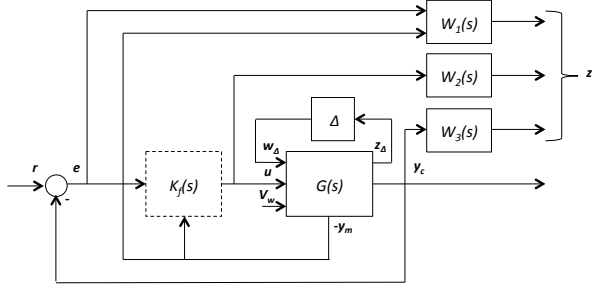 W1(s)
W2(s)
z
Δ
W3(s)
wΔ
zΔ
r
e
u
yc
Kf(s)
G(s)
Vw
-
-ym